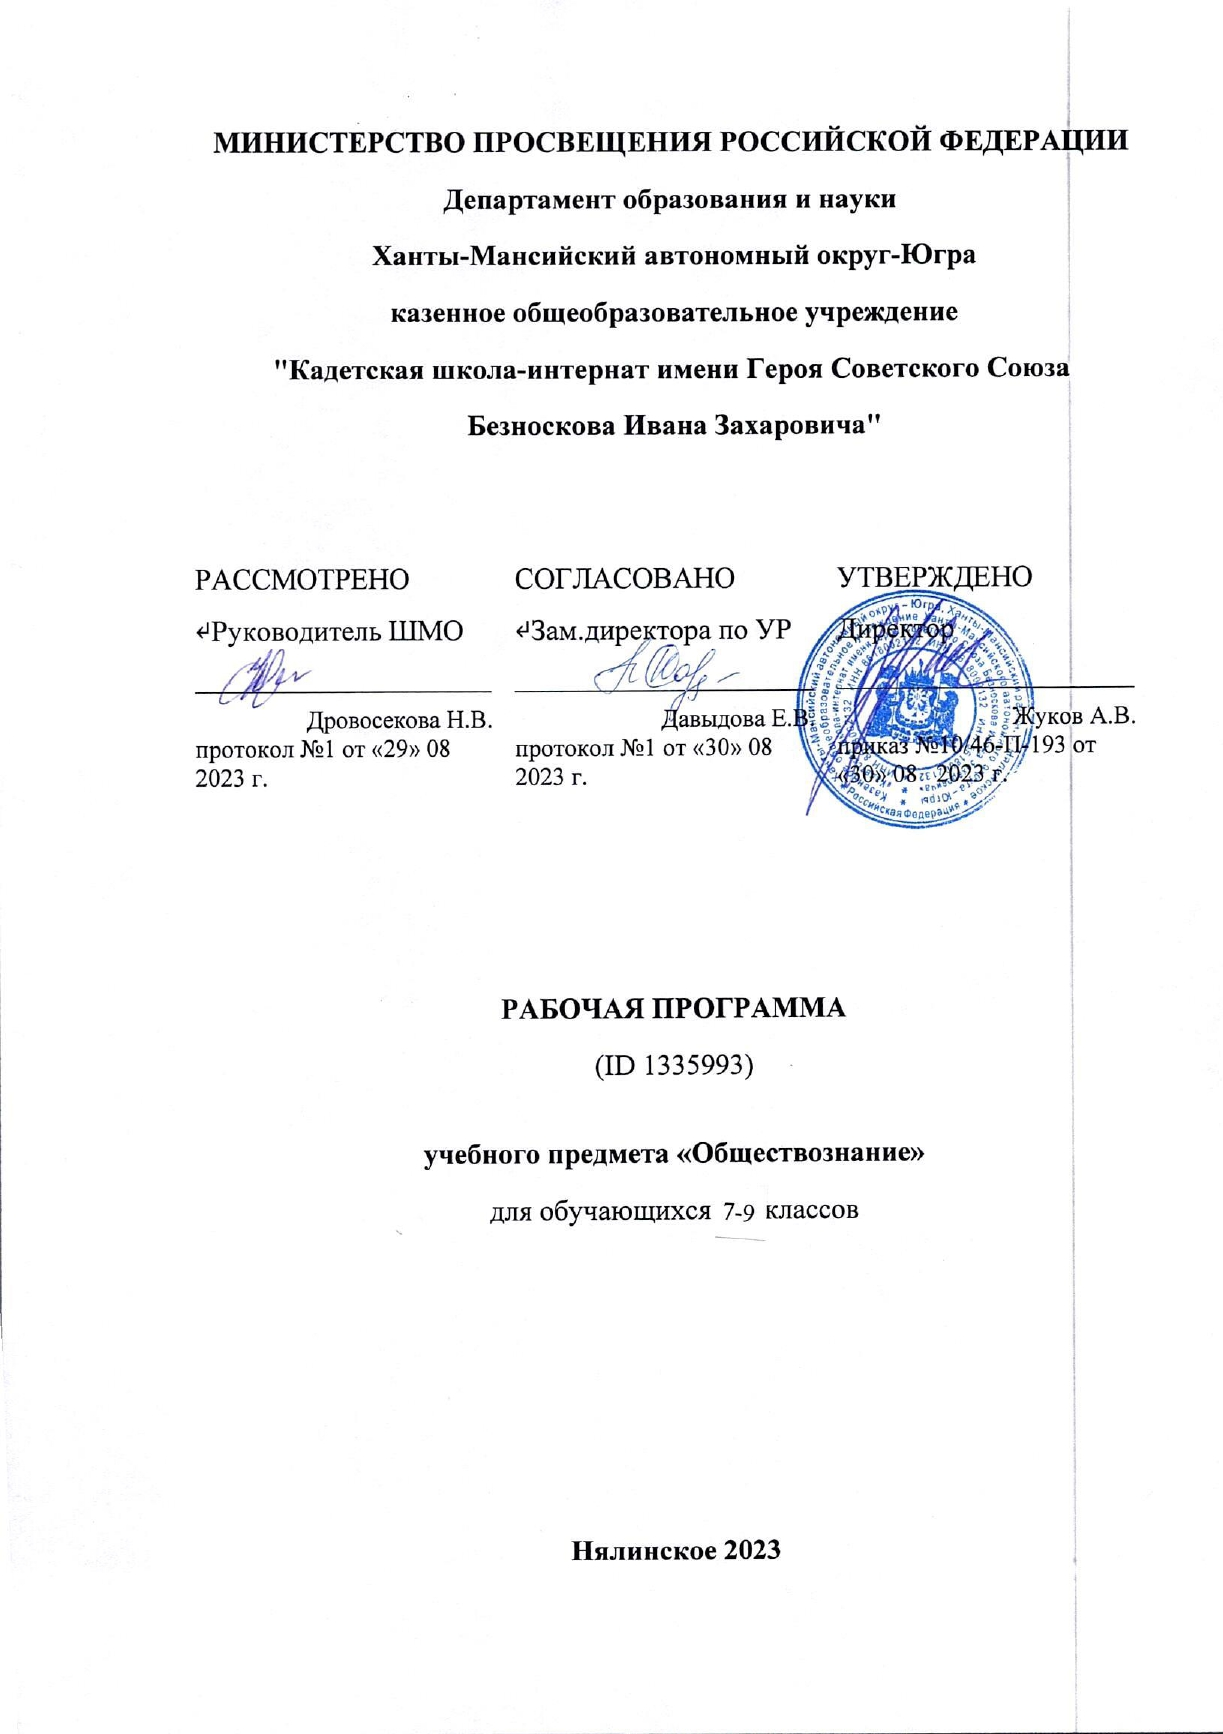 МИНИСТЕРСТВО ПРОСВЕЩЕНИЯ РОССИЙСКОЙ ФЕДЕРАЦИИ
Департамент образования и науки
Ханты-Мансийский автономный округ-Югра
казенное общеобразовательное учреждение
"Кадетская школа-интернат имени Героя Советского Союза
Безноскова Ивана Захаровича"
РАССМОТРЕНО
↵Руководитель ШМО
Дровосекова Н.В.
протокол №1 от «29» 08
2023 г.
СОГЛАСОВАНО
↵Зам.директора по УР
Давыдова Е.В.
протокол №1 от «30» 08
2023 г.
УТВЕРЖДЕНО
Директор
Жуков А.В.
приказ №10/46-П-193 от
«30» 08 2023 г.
Российская Федерация
РАБОЧАЯ ПРОГРАММА
(ID 1335993)
учебного предмета «Обществознание»
для обучающихся 7-9 классов
Нялинское 2023